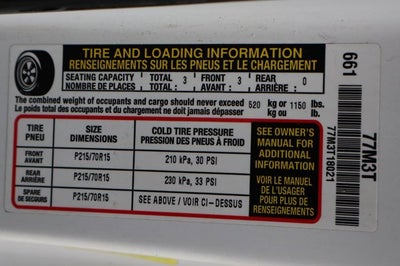 TIRE AND LOADING INFORMATION
RENSEIGNEMENTS SUR LES PNEUS ET LE CHARGEMENT
SEATING CAPACITY TOTAL 3 FRONT 3 REAR 0
NOMBRE DE PLACES TOTAL AVANT ARRIÈRE
The combined weight of occupants and cargo should never exceed 520 kg or 1150 lbs.
Le poids total des occupants et du chargement ne doit jamais dépasser kg ou lb.
TIRE SIZE COLD TIRE PRESSURE
PNEU DIMENSIONS PRESSION DES PNEUS À FROID
FRONT
AVANT P215/70R15 210 kPa, 30 PSI
REAR
ARRIÈRE P215/70R15 230 kPa, 33 PSI
SPARE
DE SECOURS P215/70R15 SEE ABOVE / VOIR CI-DESSUS
SEE OWNER'S
MANUAL FOR
ADDITIONAL
INFORMATION
VOIR LE MANUEL
DE L'USAGER
POUR PLUS DE
RENSEIGNEMENTS
661
77M3T18021
77M3T